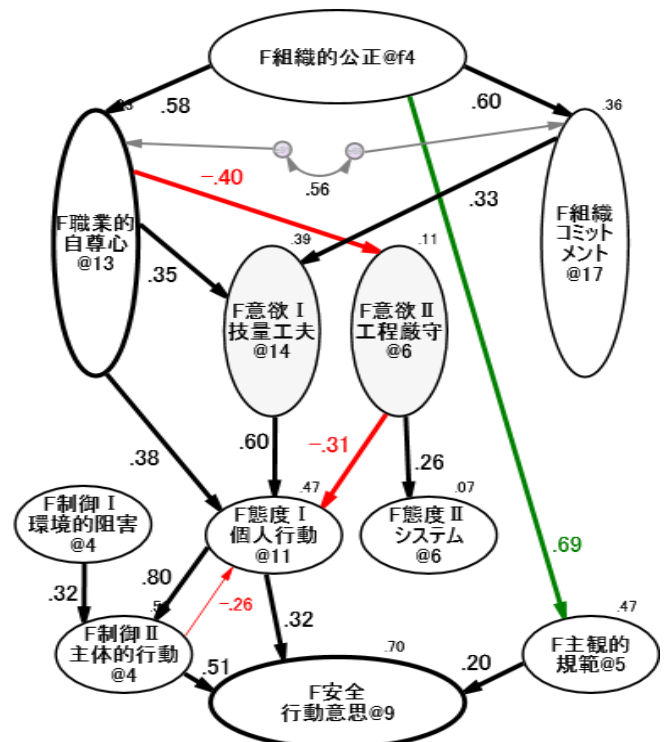 F組織的公正@f4
.58
.60
.36
.56
−.40
.33
F職業的
自尊心
@13
F組織
コミット
メント
@17
.39
.11
.35
F意欲Ⅰ
技量工夫
@14
F意欲Ⅱ
工程厳守
@6
.38
.60
−.31
.26
.47
.07
F制御Ⅰ
環境的阻害
@4
F態度Ⅰ
個人行動
@11
F態度Ⅱ
システム
@6
.69
.32
.80
−.26
.32
.47
F制御Ⅱ
主体的行動
@4
F主観的
規範@5
.51
.70
.20
F安全
行動意思@9